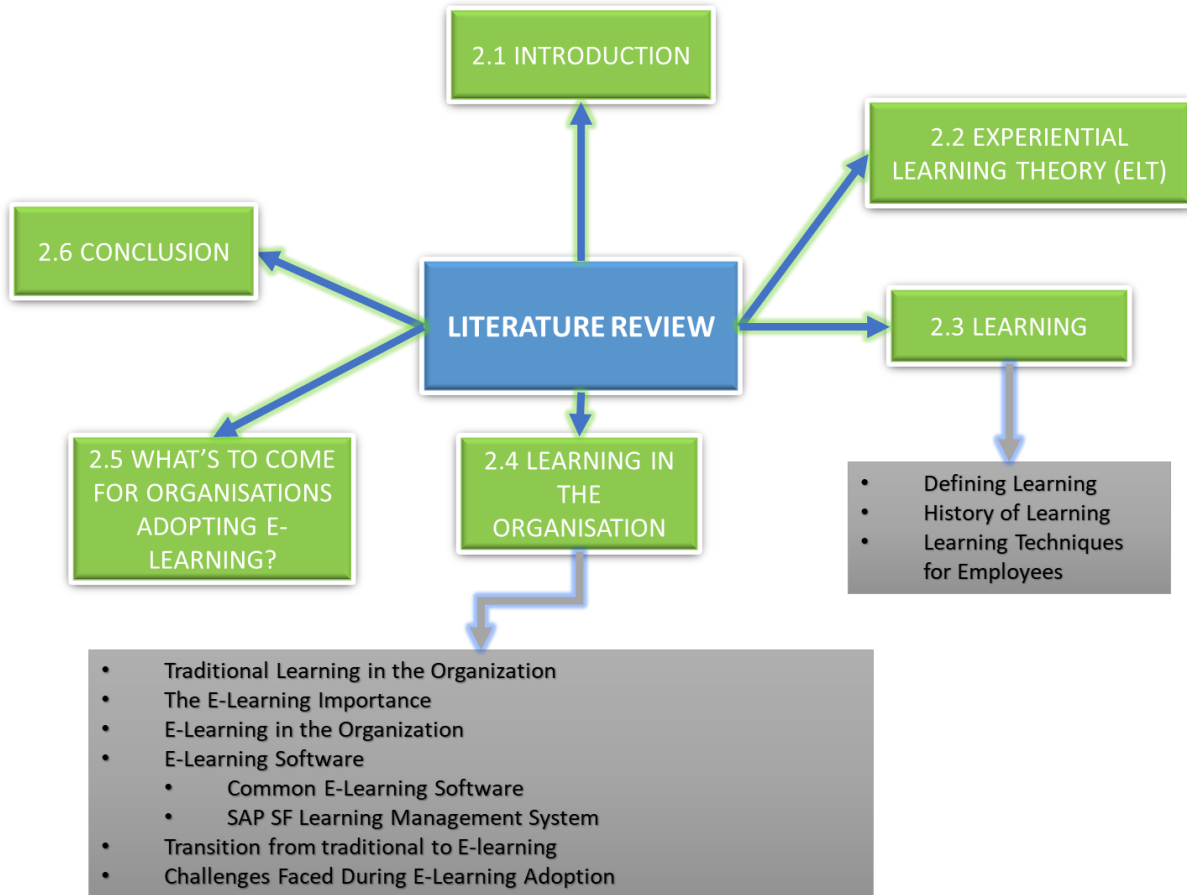 2.1 INTRODUCTION
2.2 EXPERIENTIAL
LEARNING THEORY (ELT)
2.6 CONCLUSION
LITERATURE REVIEW
2.3 LEARNING
2.5 WHAT'S TO COME
FOR ORGANISATIONS
ADOPTING E-
LEARNING?
2.4 LEARNING IN
THE
ORGANISATION
• Defining Learning
• History of Learning
• Learning Techniques
for Employees
• Traditional Learning in the Organization
• The E-Learning Importance
• E-Learning in the Organization
• E-Learning Software
• Common E-Learning Software
• SAP SF Learning Management System
• Transition from traditional to E-learning
• Challenges Faced During E-Learning Adoption